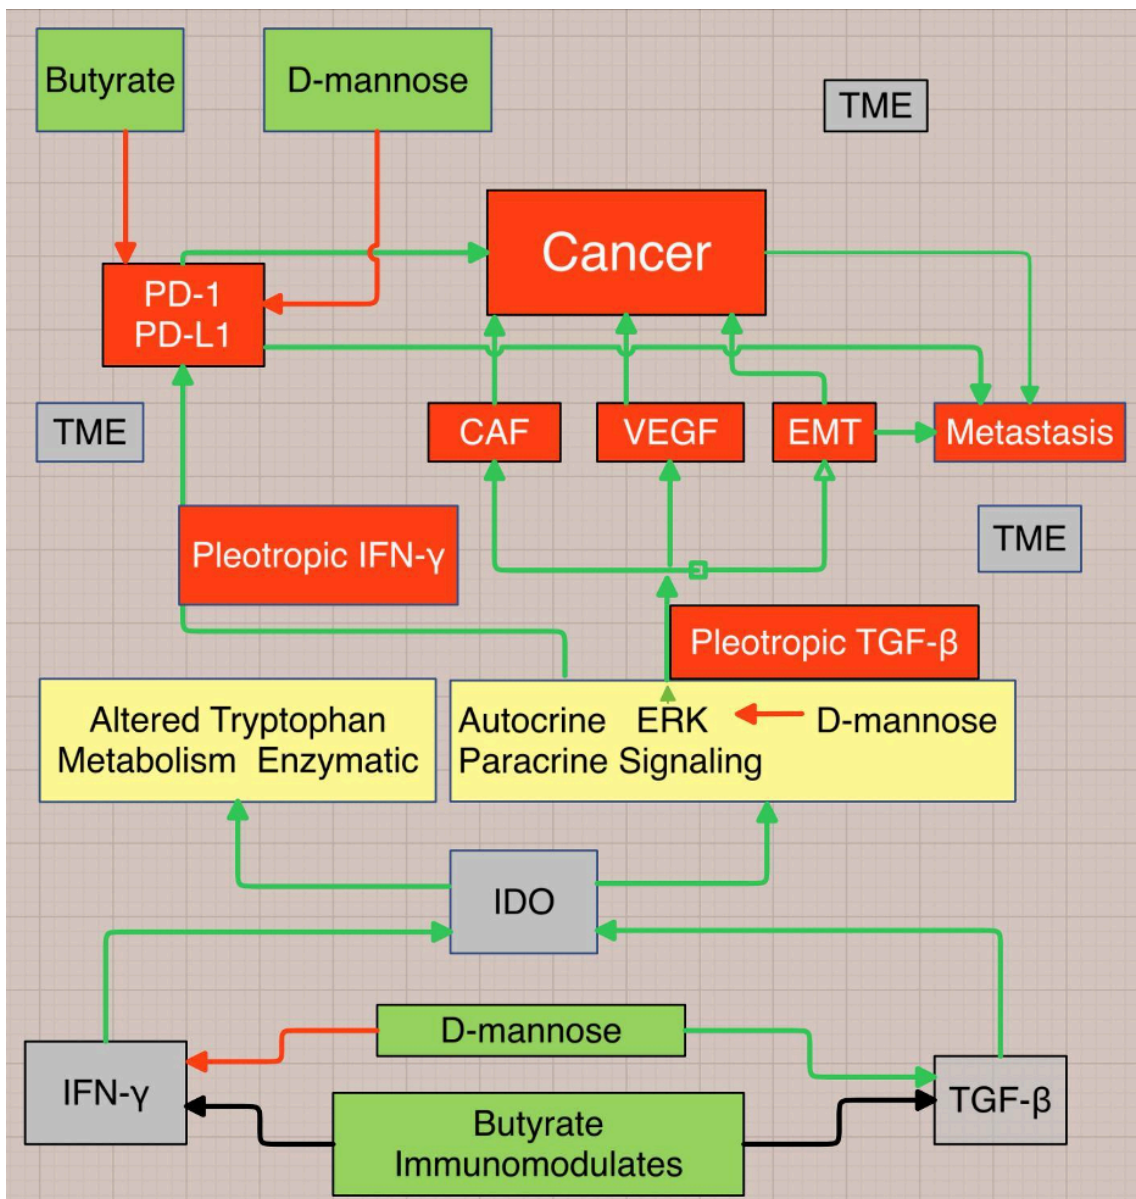 Butyrate
D-mannose
TME
Cancer
PD-1
PD-L1
TME
CAF
VEGF
EMT
Metastasis
TME
Pleotropic IFN-γ
Pleotropic TGF-β
Altered Tryptophan
Metabolism Enzymatic
Autocrine ERK D-mannose
Paracrine Signaling
IDO
D-mannose
IFN-γ
TGF-β
Butyrate
Immunomodulates